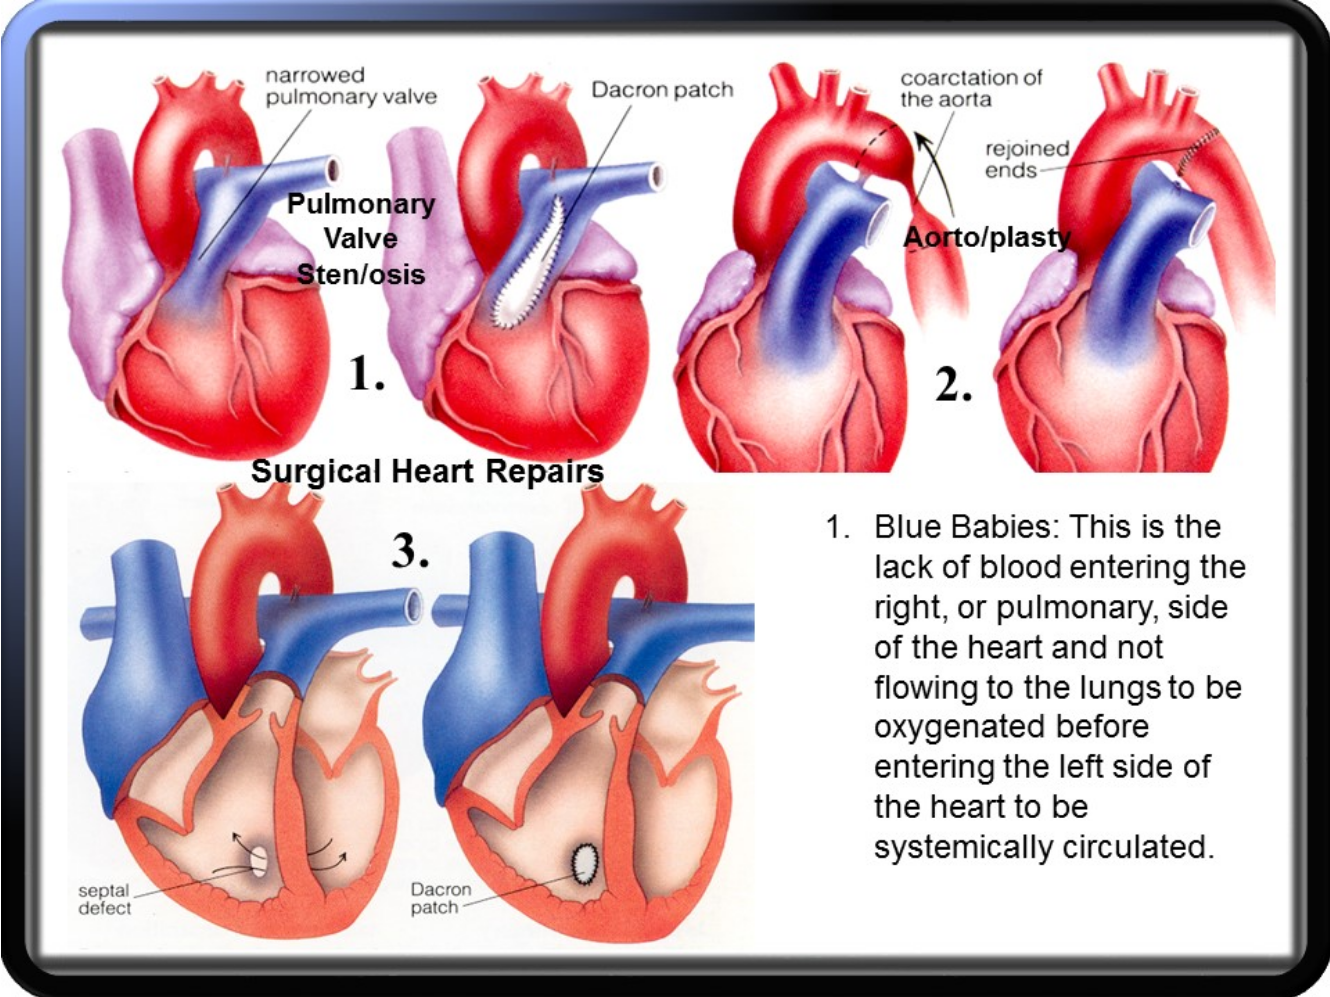 narrowed
pulmonary valve
Pulmonary
Valve
Sten/osis
1.
Dacron patch
coarctation of
the aorta
Aorto/plasty
rejoined
ends
2.
Surgical Heart Repairs
3.
septal
defect
Dacron
patch
1. Blue Babies: This is the
lack of blood entering the
right, or pulmonary, side
of the heart and not
flowing to the lungs to be
oxygenated before
entering the left side of
the heart to be
systemically circulated.